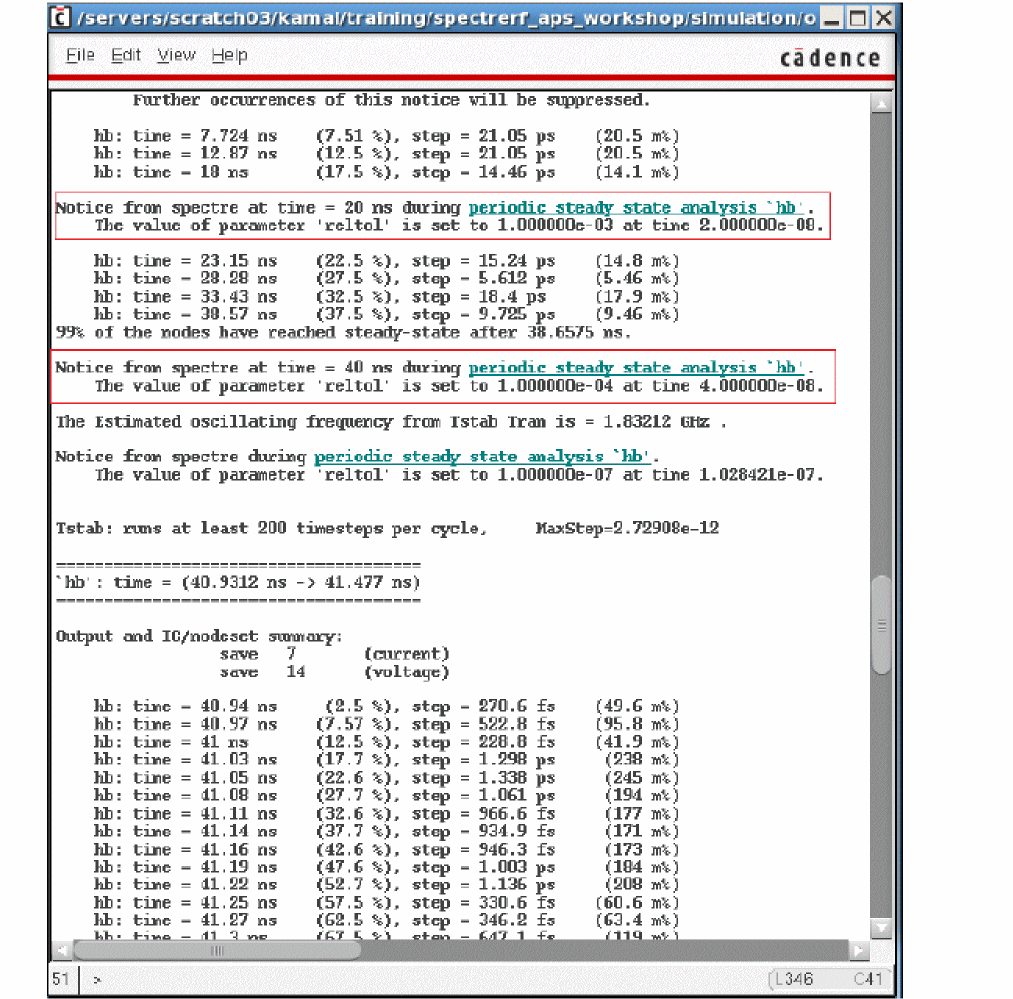 /servers/scratch03/kamal/training/spectrerf_aps_workshop/simulation/o
File Edit View Help
cādence
Further occurrences of this notice will be suppressed.
hb: time = 7.724 ns (7.51 %), step = 21.05 ps (20.5 m%)
hb: time = 12.87 ns (12.5 %), step = 21.05 ps (20.5 m%)
hb: time = 18 ns (17.5 %), step = 14.46 ps (14.1 m%)
Notice from spectre at time = 20 ns during periodic steady state analysis `hb'.
The value of parameter 'reltol' is set to 1.000000e-03 at time 2.000000e-08.
hb: time = 23.15 ns (22.5 %), step = 15.24 ps (14.8 m%)
hb: time = 28.28 ns (27.5 %), step = 5.612 ps (5.46 m%)
hb: time = 33.43 ns (32.5 %), step = 18.4 ps (17.9 m%)
hb: time = 38.57 ns (37.5 %), step = 9.725 ps (9.46 m%)
99% of the nodes have reached steady-state after 38.6575 ns.
Notice from spectre at time = 40 ns during periodic steady state analysis `hb'.
The value of parameter 'reltol' is set to 1.000000e-04 at time 4.000000e-08.
The Estimated oscillating frequency from Tstab Tran is = 1.83212 GHz .
Notice from spectre during periodic steady state analysis `hb'.
The value of parameter 'reltol' is set to 1.000000e-07 at time 1.028421e-07.
Tstab: runs at least 200 timesteps per cycle, MaxStep=2.72908e-12
======================================
`hb': time = (40.9312 ns -> 41.477 ns)
======================================
Output and IC/nodeset summary:
save 7 (current)
save 14 (voltage)
hb: time = 40.94 ns (2.5 %), step = 270.6 fs (49.6 m%)
hb: time = 40.97 ns (7.57 %), step = 522.8 fs (95.8 m%)
hb: time = 41 ns (12.5 %), step = 228.8 fs (41.9 m%)
hb: time = 41.03 ns (17.7 %), step = 1.298 ps (238 m%)
hb: time = 41.05 ns (22.6 %), step = 1.338 ps (245 m%)
hb: time = 41.08 ns (27.7 %), step = 1.061 ps (194 m%)
hb: time = 41.11 ns (32.6 %), step = 966.6 fs (177 m%)
hb: time = 41.14 ns (37.7 %), step = 934.9 fs (171 m%)
hb: time = 41.16 ns (42.6 %), step = 946.3 fs (173 m%)
hb: time = 41.19 ns (47.6 %), step = 1.003 ps (184 m%)
hb: time = 41.22 ns (52.7 %), step = 1.136 ps (208 m%)
hb: time = 41.25 ns (57.5 %), step = 330.6 fs (60.6 m%)
hb: time = 41.27 ns (62.5 %), step = 346.2 fs (63.4 m%)
hb: time = 41.3 ns (67.5 %), step = 647.1 fs (119 m%)
51 > L346 C41